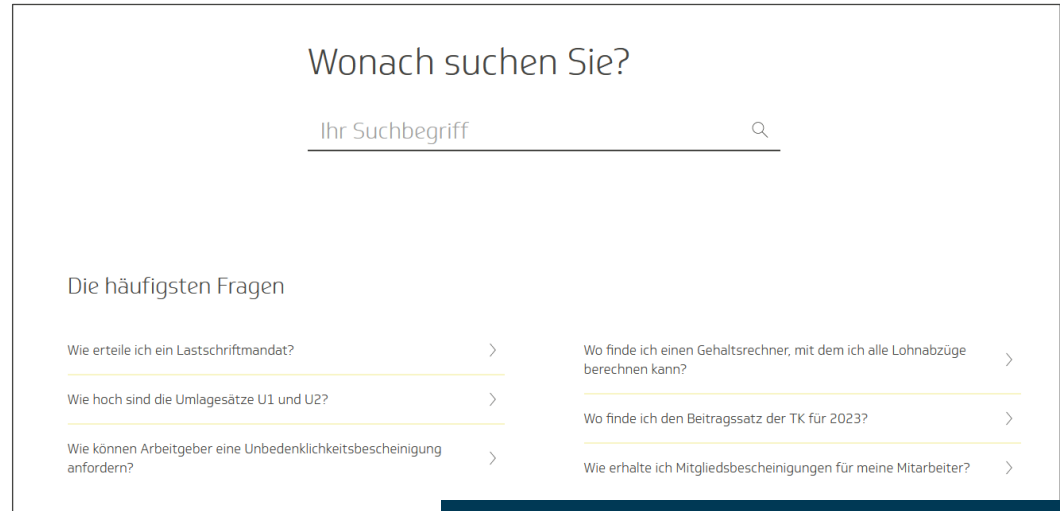 Wonach suchen Sie?
Ihr Suchbegriff
Die häufigsten Fragen
Wie erteile ich ein Lastschriftmandat?
Wie hoch sind die Umlagesätze U1 und U2?
Wie können Arbeitgeber eine Unbedenklichkeitsbescheinigung
anfordern?
Wo finde ich einen Gehaltsrechner, mit dem ich alle Lohnabzüge
berechnen kann?
Wo finde ich den Beitragssatz der TK für 2023?
Wie erhalte ich Mitgliedsbescheinigungen für meine Mitarbeiter?